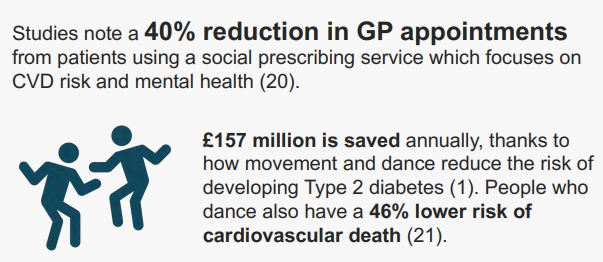 Studies note a 40% reduction in GP appointments
from patients using a social prescribing service which focuses on
CVD risk and mental health (20).
£157 million is saved annually, thanks to
how movement and dance reduce the risk of
developing Type 2 diabetes (1). People who
dance also have a 46% lower risk of
cardiovascular death (21).